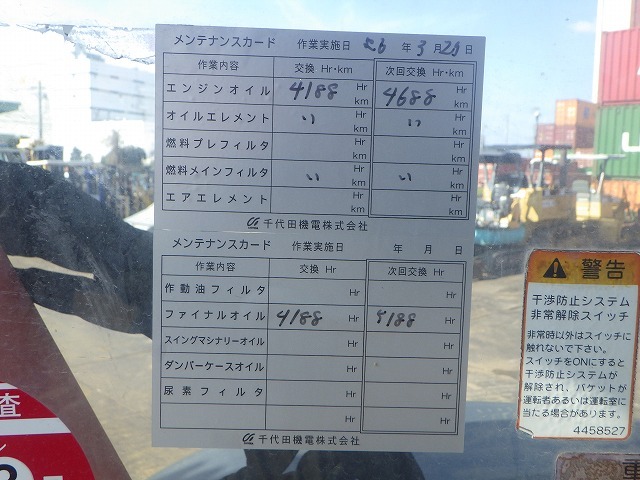 メンテナンスカード 作業実施日 26 年 3 月 20 日
作業内容 交換 Hr・km 次回交換 Hr・km
エンジンオイル 4188 Hr km 4688 Hr km
オイルエレメント 〃 Hr km 〃 Hr km
燃料プレフィルタ Hr km Hr km
燃料メインフィルタ 〃 Hr km 〃 Hr km
エアエレメント Hr km Hr km
千代田機電株式会社
メンテナンスカード 作業実施日 年 月 日
作業内容 交換 Hr 次回交換 Hr
作動油フィルタ Hr Hr
ファイナルオイル 4188 Hr 5188 Hr
スイングマシナリーオイル Hr Hr
ダンパーケースオイル Hr Hr
尿素フィルタ Hr Hr
Hr Hr
千代田機電株式会社
警告
干渉防止システム
非常解除スイッチ
非常時以外はスイッチに
触れないで下さい。
スイッチをONにすると
干渉防止システムが
解除され、バケットが
運転者あるいは運転室に
当たる場合があります。
4458527
査